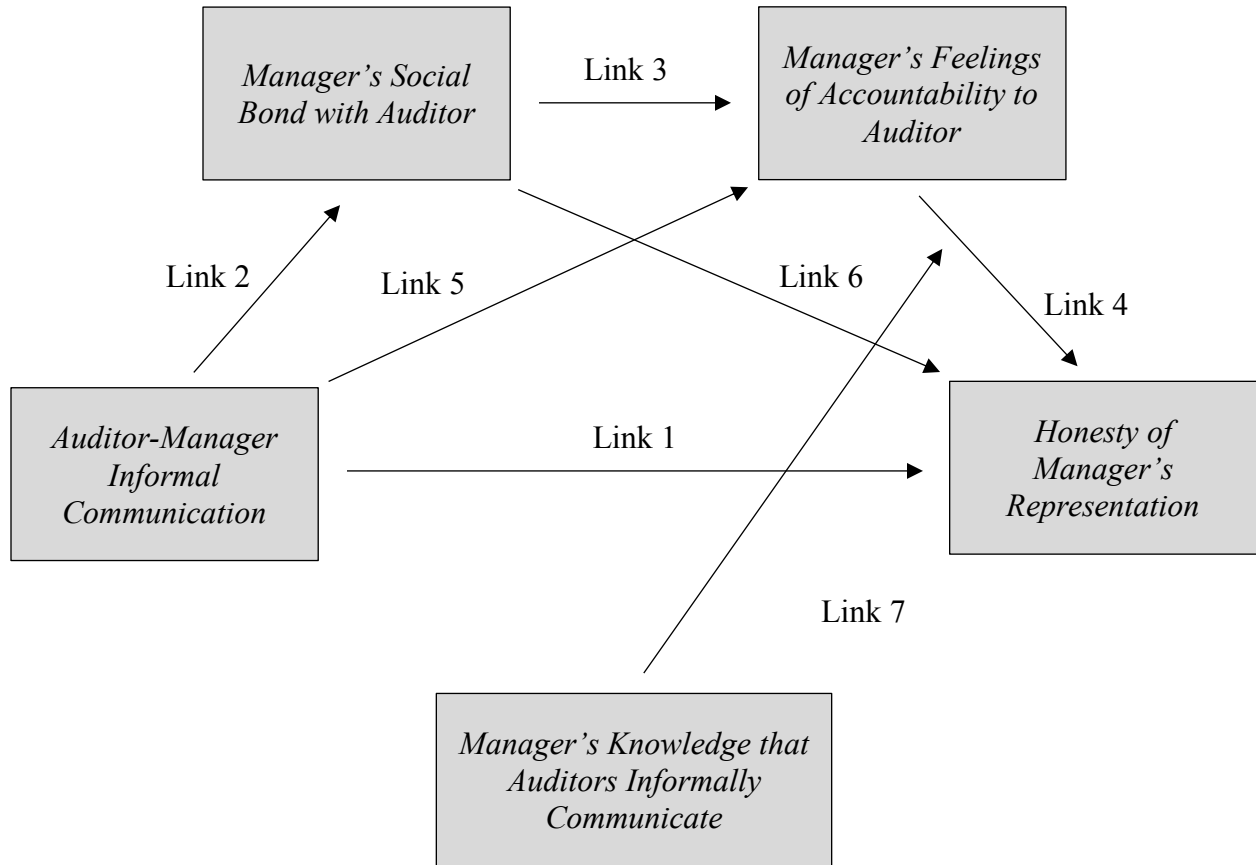 Manager’s Social
Bond with Auditor
Link 3
Manager’s Feelings
of Accountability to
Auditor
Link 2
Link 5
Link 6
Link 4
Auditor-Manager
Informal
Communication
Link 1
Honesty of
Manager’s
Representation
Link 7
Manager’s Knowledge that
Auditors Informally
Communicate